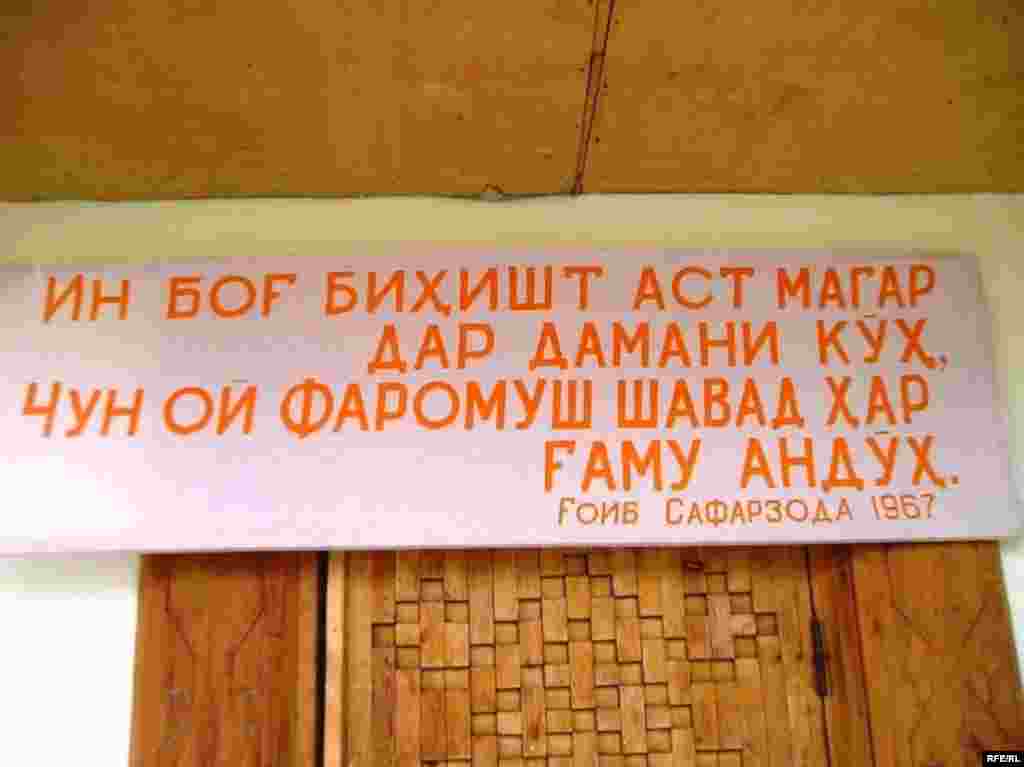 ИН БОҒ БИҲИШТ АСТ МАГАР
ДАР ДАМАНИ КӮҲ,
ЧУН ОӢ ФАРОМУШ ШАВАД ҲАР
ҒАМУ АНДӮҲ.
ҒОИБ САФАРЗОДА 1967
RFE/RL